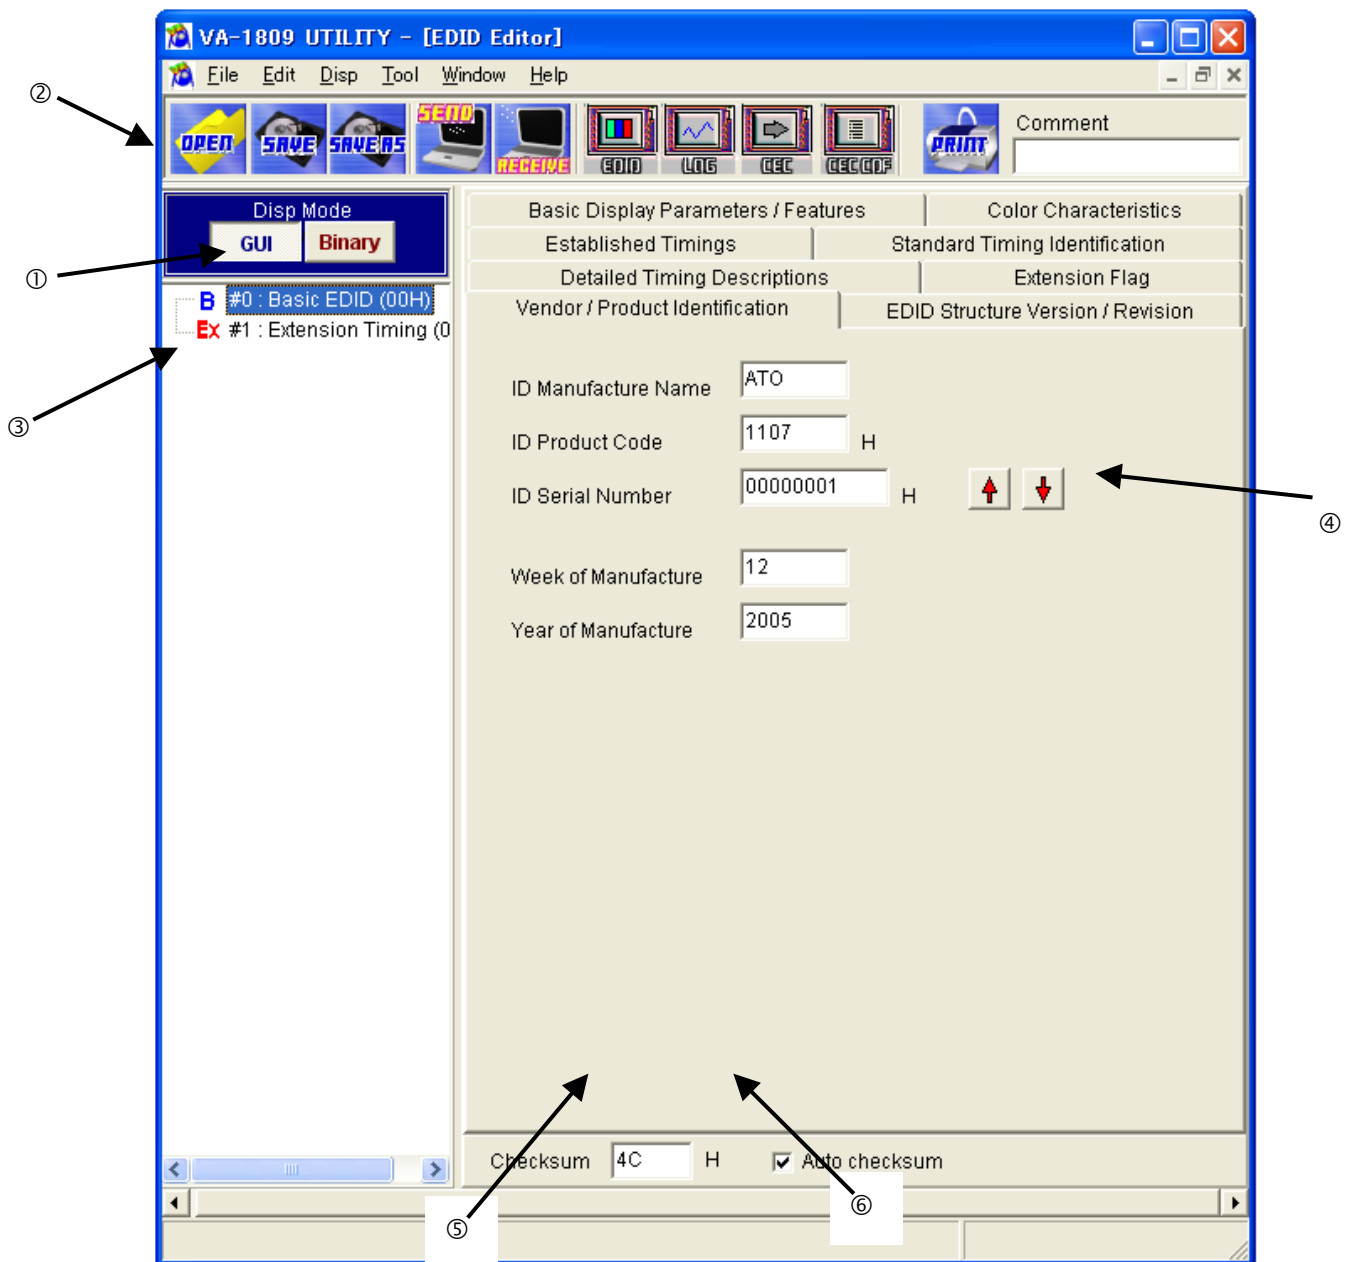 VA-1809 UTILITY - [EDID Editor]
File Edit Disp Tool Window Help
②
OPEN SAVE SAVE AS SEND RECEIVE EDID LOG CEC CEC CDF PRINT
Comment
Disp Mode
GUI Binary
①
Basic Display Parameters / Features Color Characteristics
Established Timings Standard Timing Identification
Detailed Timing Descriptions Extension Flag
Vendor / Product Identification EDID Structure Version / Revision
B #0 : Basic EDID (00H)
Ex #1 : Extension Timing (0
③
ID Manufacture Name ATO
ID Product Code 1107 H
ID Serial Number 00000001 H
④
Week of Manufacture 12
Year of Manufacture 2005
Checksum 4C H Auto checksum
⑤ ⑥